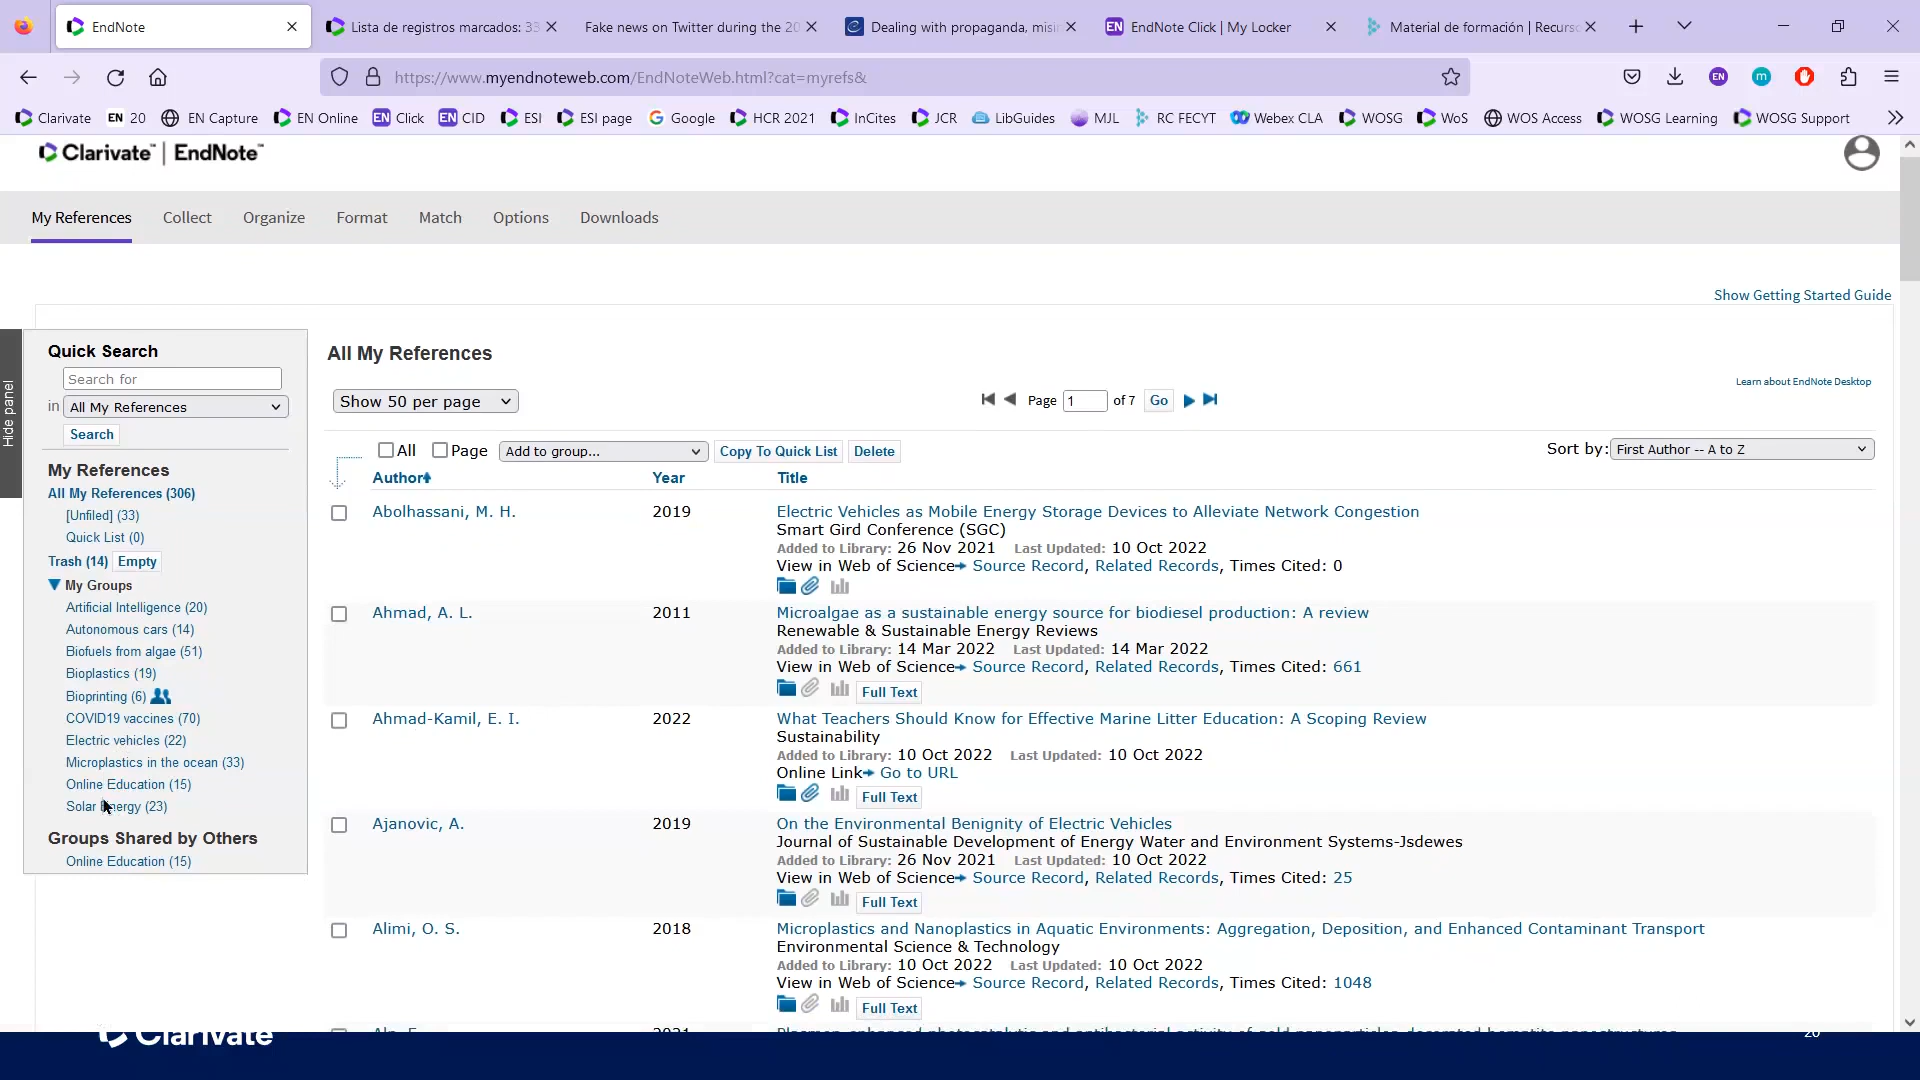 EndNote
Lista de registros marcados: 33
Fake news on Twitter during the 20
Dealing with propaganda, misi
EN EndNote Click | My Locker
Material de formación | Recurso
https://www.myendnoteweb.com/EndNoteWeb.html?cat=myrefs&
EN
m
Clarivate
EN 20
EN Capture
EN Online
EN Click
EN CID
ESI
ESI page
Google
HCR 2021
InCites
JCR
LibGuides
MJL
RC FECYT
Webex CLA
WOSG
WoS
WOS Access
WOSG Learning
WOSG Support
Clarivate™ | EndNote™
My References
Collect
Organize
Format
Match
Options
Downloads
Show Getting Started Guide
Hide panel
Quick Search
Search for
in All My References
Search
My References
All My References (306)
[Unfiled] (33)
Quick List (0)
Trash (14) Empty
My Groups
Artificial Intelligence (20)
Autonomous cars (14)
Biofuels from algae (51)
Bioplastics (19)
Bioprinting (6)
COVID19 vaccines (70)
Electric vehicles (22)
Microplastics in the ocean (33)
Online Education (15)
Solar Energy (23)
Groups Shared by Others
Online Education (15)
All My References
Learn about EndNote Desktop
Show 50 per page
Page 1 of 7 Go
All Page Add to group... Copy To Quick List Delete
Sort by: First Author -- A to Z
Author Year Title
Abolhassani, M. H. 2019 Electric Vehicles as Mobile Energy Storage Devices to Alleviate Network Congestion
Smart Gird Conference (SGC)
Added to Library: 26 Nov 2021 Last Updated: 10 Oct 2022
View in Web of Science Source Record, Related Records, Times Cited: 0
Ahmad, A. L. 2011 Microalgae as a sustainable energy source for biodiesel production: A review
Renewable & Sustainable Energy Reviews
Added to Library: 14 Mar 2022 Last Updated: 14 Mar 2022
View in Web of Science Source Record, Related Records, Times Cited: 661
Full Text
Ahmad-Kamil, E. I. 2022 What Teachers Should Know for Effective Marine Litter Education: A Scoping Review
Sustainability
Added to Library: 10 Oct 2022 Last Updated: 10 Oct 2022
Online Link Go to URL
Full Text
Ajanovic, A. 2019 On the Environmental Benignity of Electric Vehicles
Journal of Sustainable Development of Energy Water and Environment Systems-Jsdewes
Added to Library: 26 Nov 2021 Last Updated: 10 Oct 2022
View in Web of Science Source Record, Related Records, Times Cited: 25
Full Text
Alimi, O. S. 2018 Microplastics and Nanoplastics in Aquatic Environments: Aggregation, Deposition, and Enhanced Contaminant Transport
Environmental Science & Technology
Added to Library: 10 Oct 2022 Last Updated: 10 Oct 2022
View in Web of Science Source Record, Related Records, Times Cited: 1048
Full Text
Clarivate